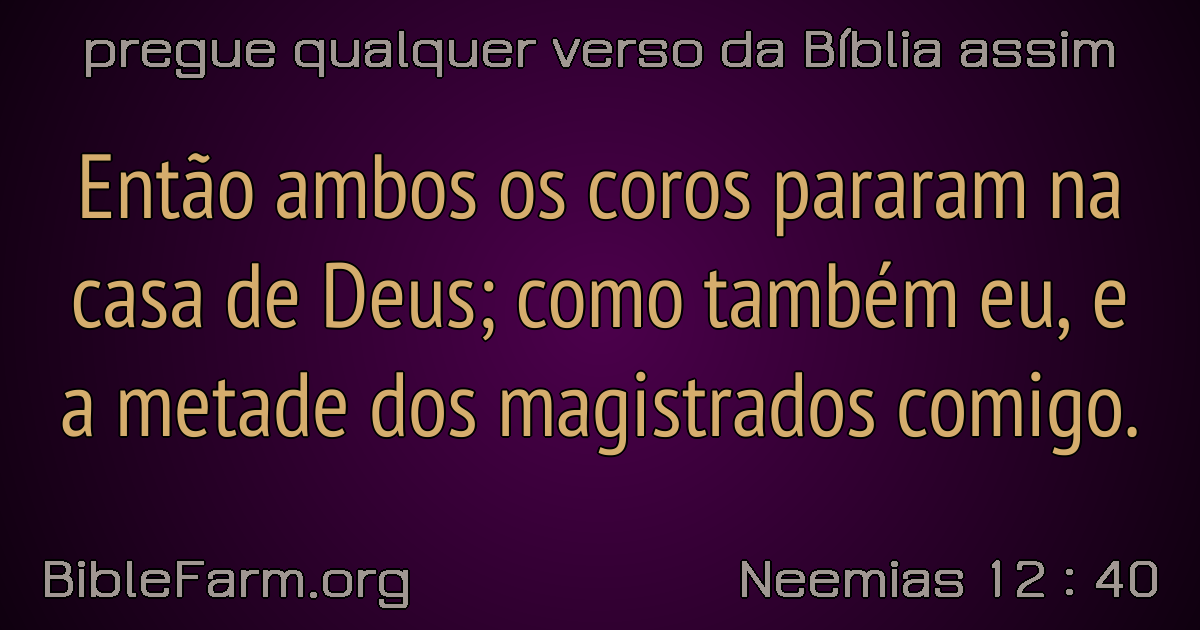 pregue qualquer verso da Bíblia assim
Então ambos os coros pararam na
casa de Deus; como também eu, e
a metade dos magistrados comigo.
BibleFarm.org
Neemias 12 : 40